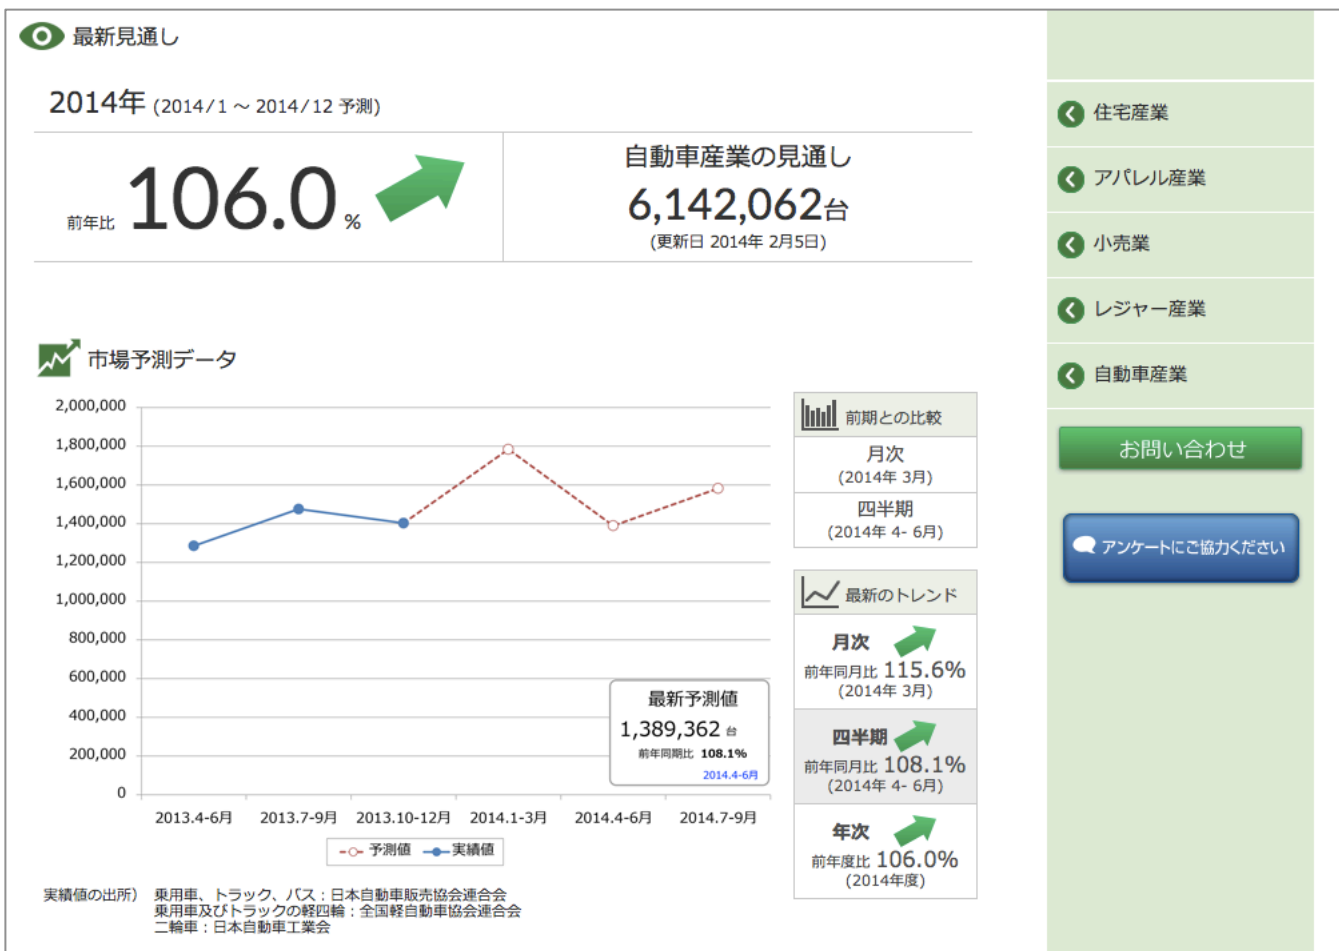 最新見通し
2014年 (2014/1 ～ 2014/12 予測)
前年比 106.0 %
自動車産業の見通し
6,142,062台
(更新日 2014年 2月5日)
市場予測データ
2,000,000
1,800,000
1,600,000
1,400,000
1,200,000
1,000,000
800,000
600,000
400,000
200,000
0
2013.4-6月 2013.7-9月 2013.10-12月 2014.1-3月 2014.4-6月 2014.7-9月
最新予測値
1,389,362 台
前年同期比 108.1%
2014.4-6月
予測値 実績値
前期との比較
月次
(2014年 3月)
四半期
(2014年 4- 6月)
最新のトレンド
月次
前年同月比 115.6%
(2014年 3月)
四半期
前年同月比 108.1%
(2014年 4- 6月)
年次
前年度比 106.0%
(2014年度)
実績値の出所） 乗用車、トラック、バス：日本自動車販売協会連合会
乗用車及びトラックの軽四輪：全国軽自動車協会連合会
二輪車：日本自動車工業会
住宅産業
アパレル産業
小売業
レジャー産業
自動車産業
お問い合わせ
アンケートにご協力ください